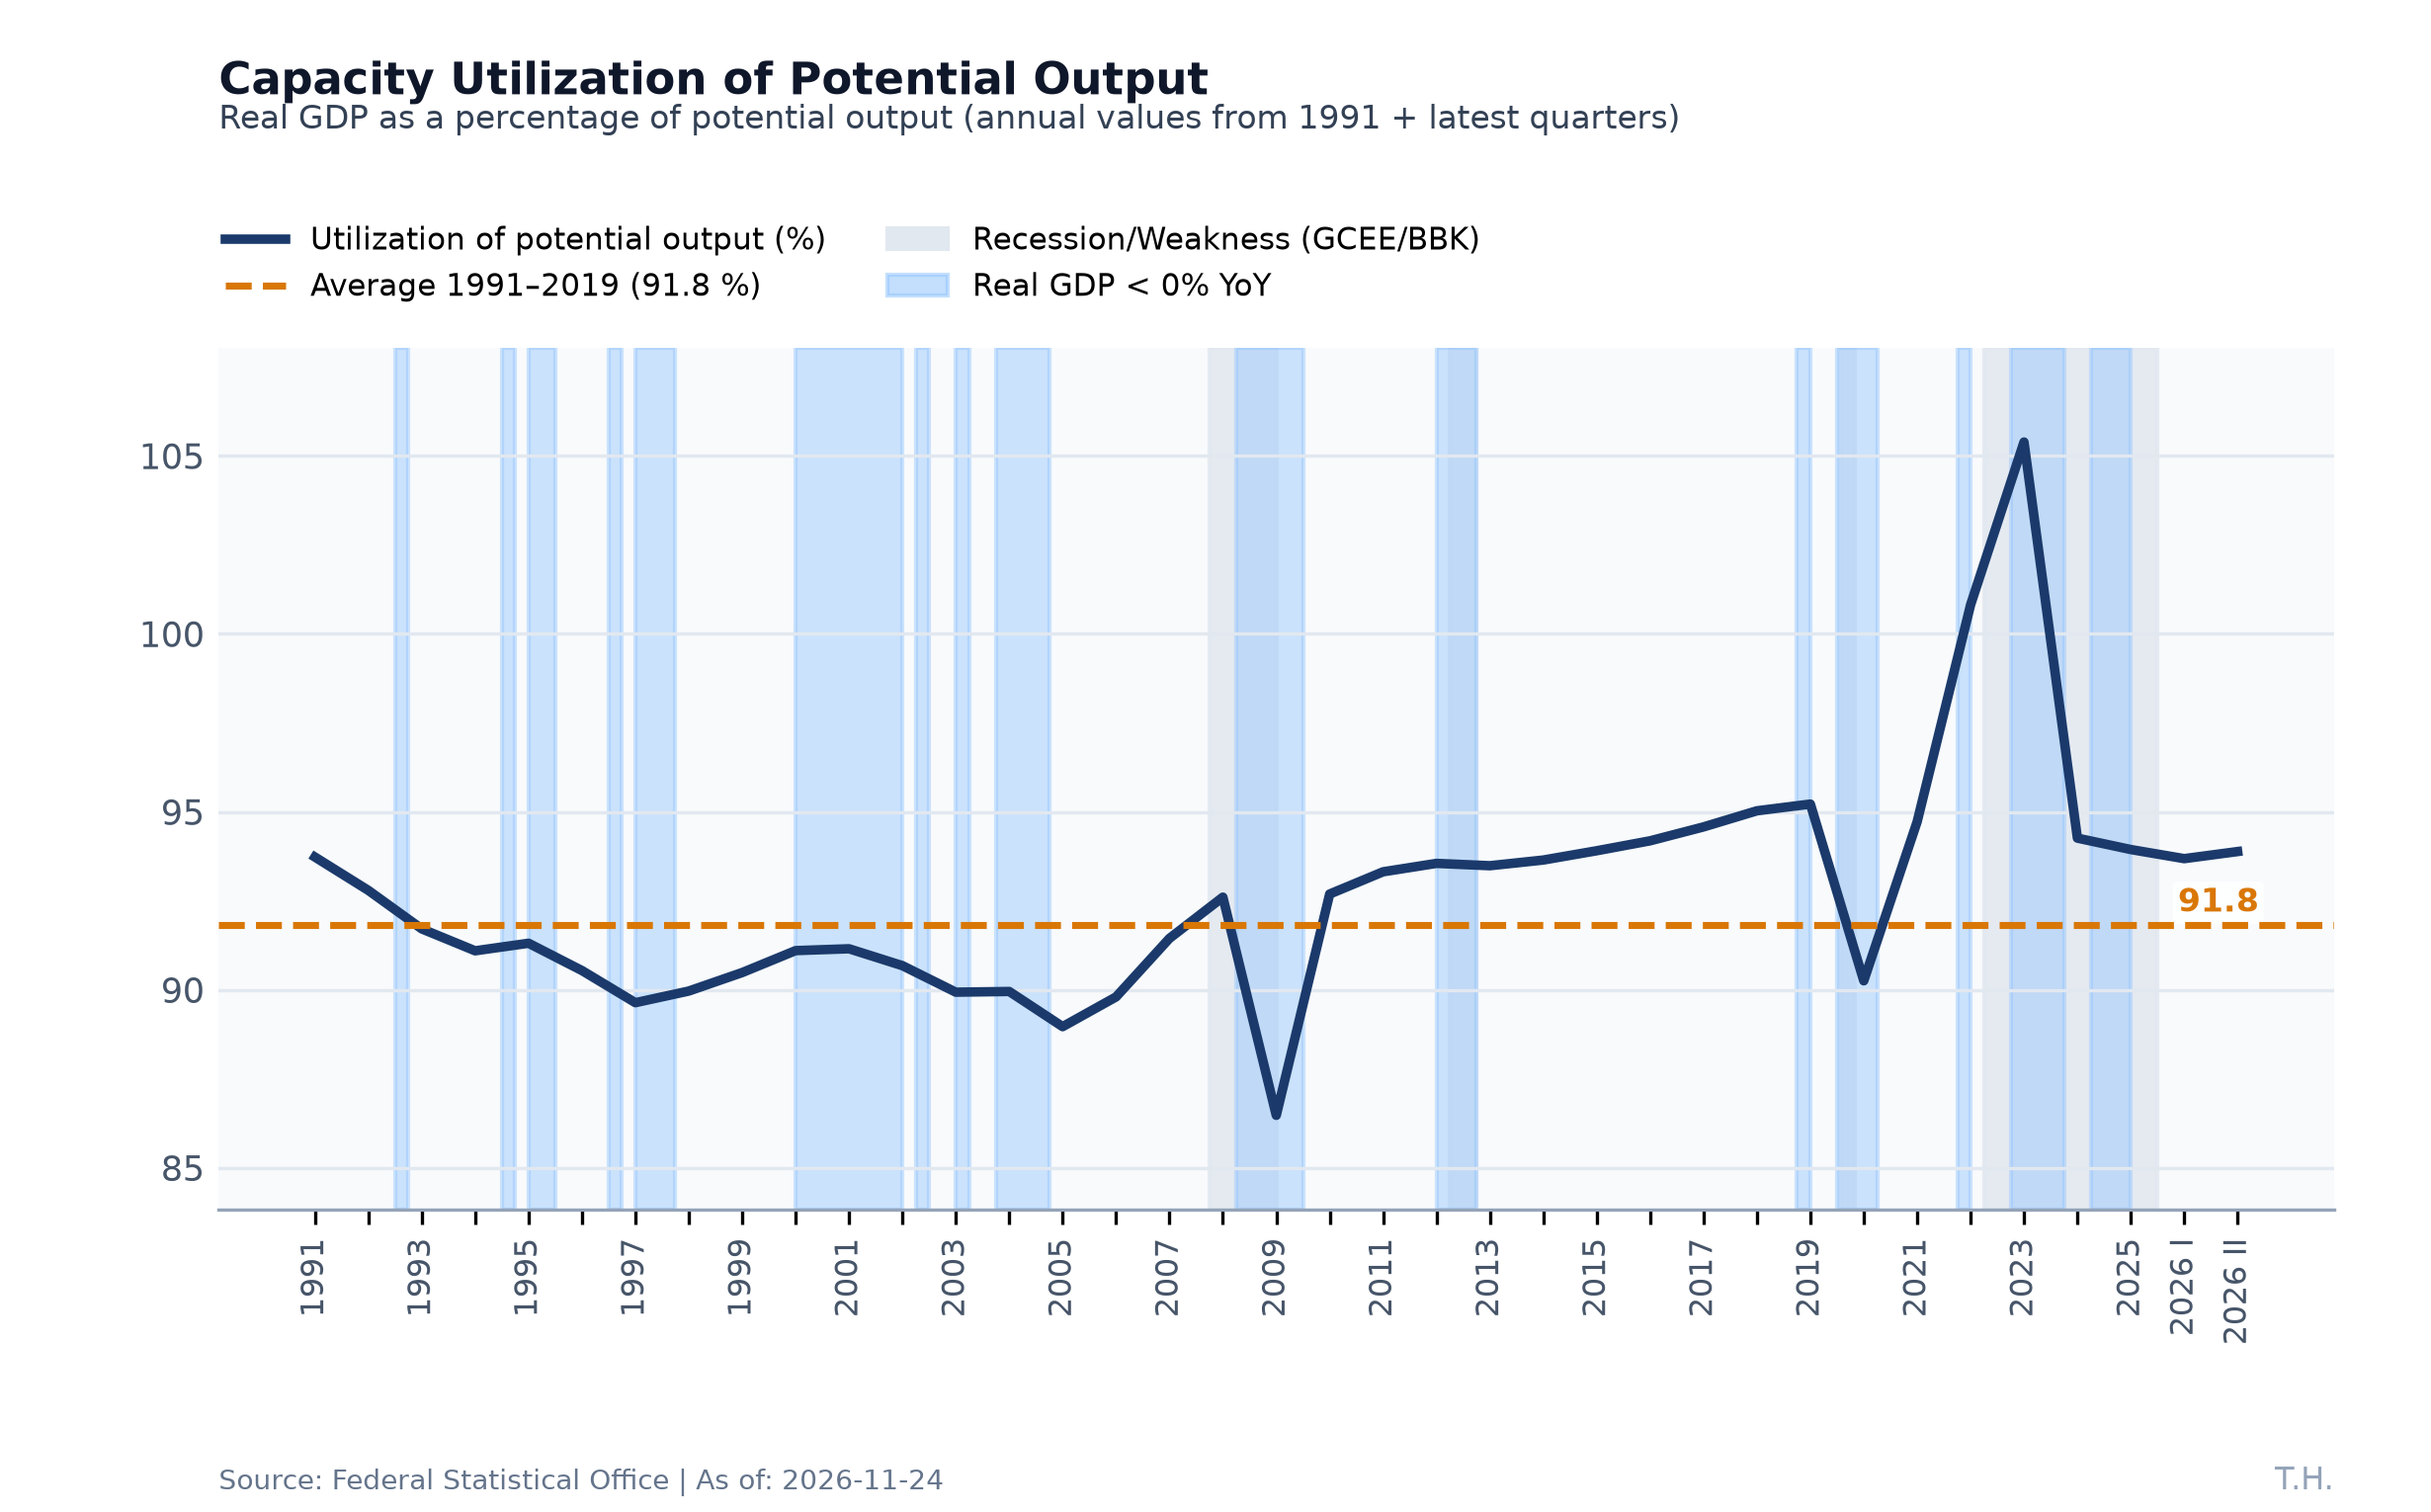 Capacity Utilization of Potential Output
Real GDP as a percentage of potential output (annual values from 1991 + latest quarters)
Utilization of potential output (%)
Average 1991–2019 (91.8 %)
Recession/Weakness (GCEE/BBK)
Real GDP < 0% YoY
105
100
95
90
85
91.8
1991
1993
1995
1997
1999
2001
2003
2005
2007
2009
2011
2013
2015
2017
2019
2021
2023
2025
2026 I
2026 II
Source: Federal Statistical Office | As of: 2026-11-24
T.H.